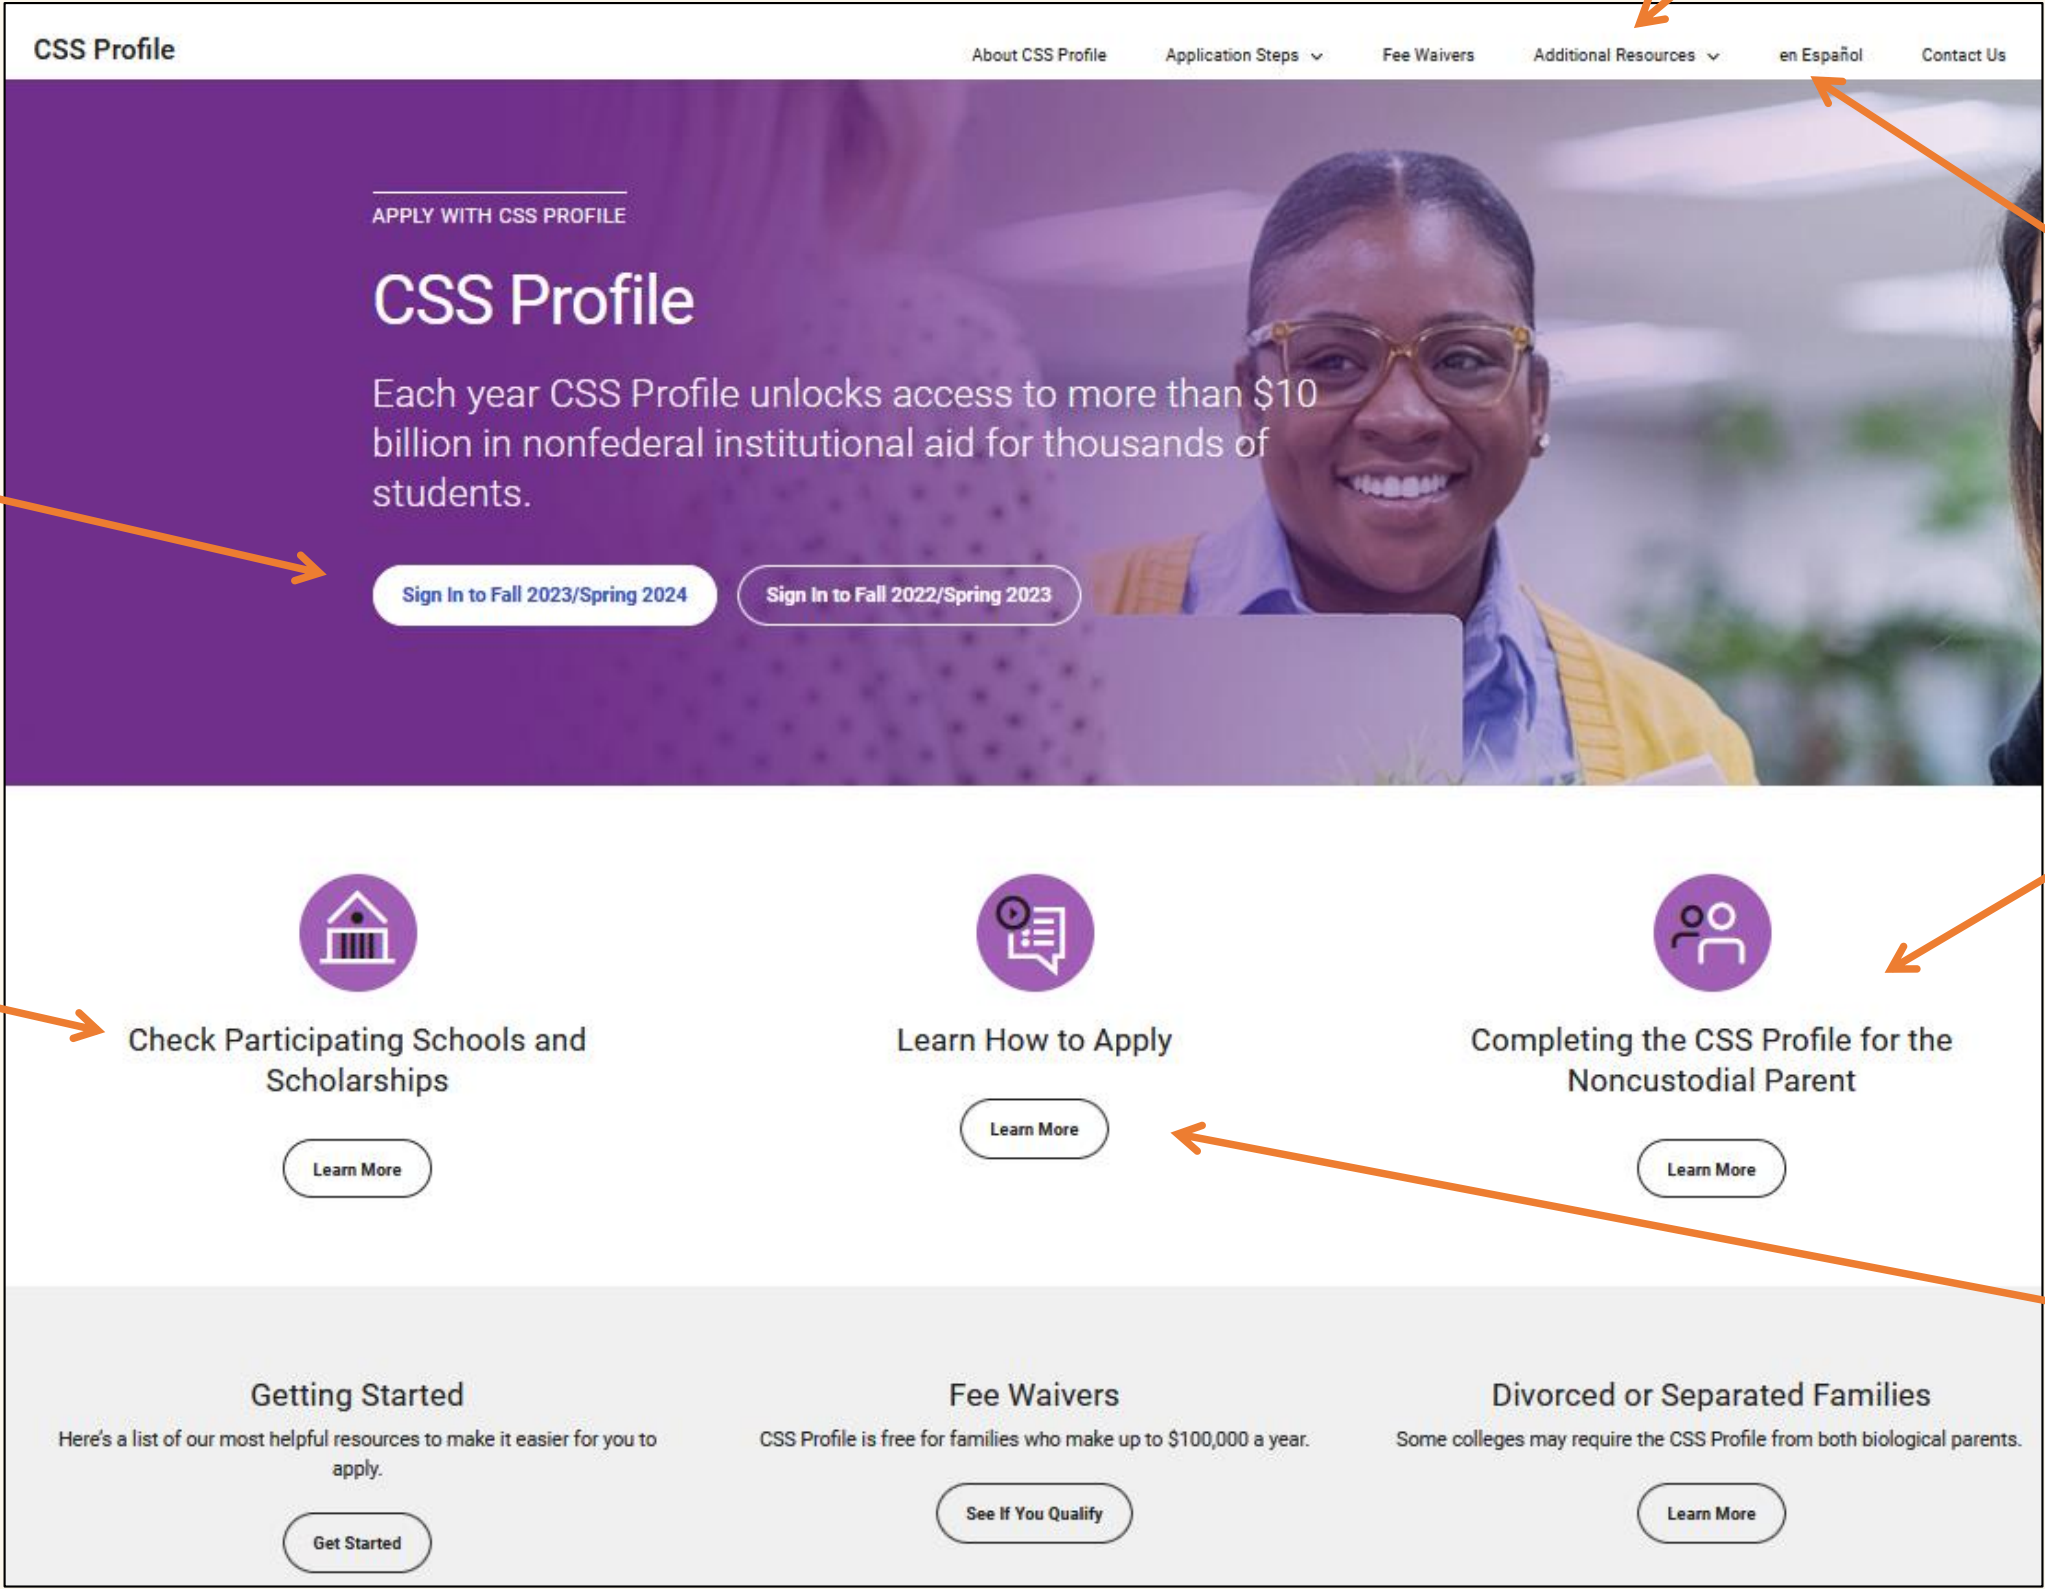 CSS Profile
About CSS Profile
Application Steps
Fee Waivers
Additional Resources
en Español
Contact Us
APPLY WITH CSS PROFILE
CSS Profile
Each year CSS Profile unlocks access to more than $10
billion in nonfederal institutional aid for thousands of
students.
Sign In to Fall 2023/Spring 2024
Sign In to Fall 2022/Spring 2023
Check Participating Schools and
Scholarships
Learn More
Learn How to Apply
Learn More
Completing the CSS Profile for the
Noncustodial Parent
Learn More
Getting Started
Here's a list of our most helpful resources to make it easier for you to
apply.
Get Started
Fee Waivers
CSS Profile is free for families who make up to $100,000 a year.
See If You Qualify
Divorced or Separated Families
Some colleges may require the CSS Profile from both biological parents.
Learn More